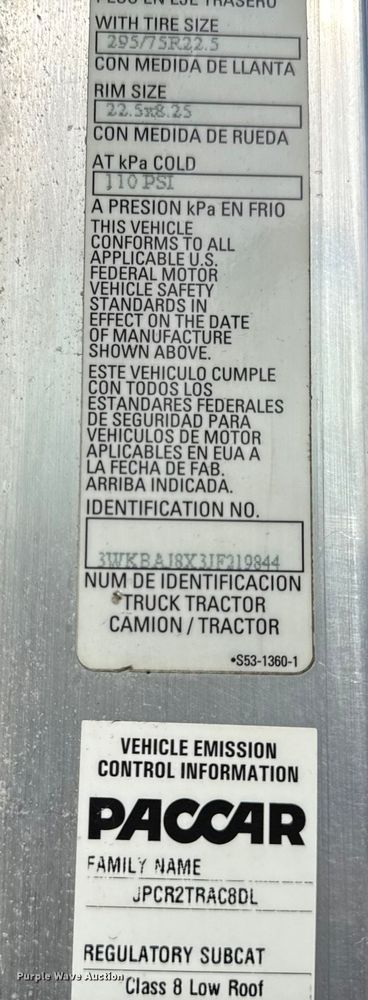 PESO EN EJE TRASERO
WITH TIRE SIZE
295/75R22.5
CON MEDIDA DE LLANTA
RIM SIZE
22.5x8.25
CON MEDIDA DE RUEDA
AT kPa COLD
110 PSI
A PRESION kPa EN FRIO
THIS VEHICLE
CONFORMS TO ALL
APPLICABLE U.S.
FEDERAL MOTOR
VEHICLE SAFETY
STANDARDS IN
EFFECT ON THE DATE
OF MANUFACTURE
SHOWN ABOVE.
ESTE VEHICULO CUMPLE
CON TODOS LOS
ESTANDARES FEDERALES
DE SEGURIDAD PARA
VEHICULOS DE MOTOR
APLICABLES EN EUA A
LA FECHA DE FAB.
ARRIBA INDICADA.
IDENTIFICATION NO.
3WKBAJ8X3JF219844
NUM DE IDENTIFICACION
TRUCK TRACTOR
CAMION / TRACTOR
•S53-1360-1
VEHICLE EMISSION
CONTROL INFORMATION
PACCAR
FAMILY NAME
JPCR2TRAC8DL
REGULATORY SUBCAT
Purple Wave Auction
Class 8 Low Roof